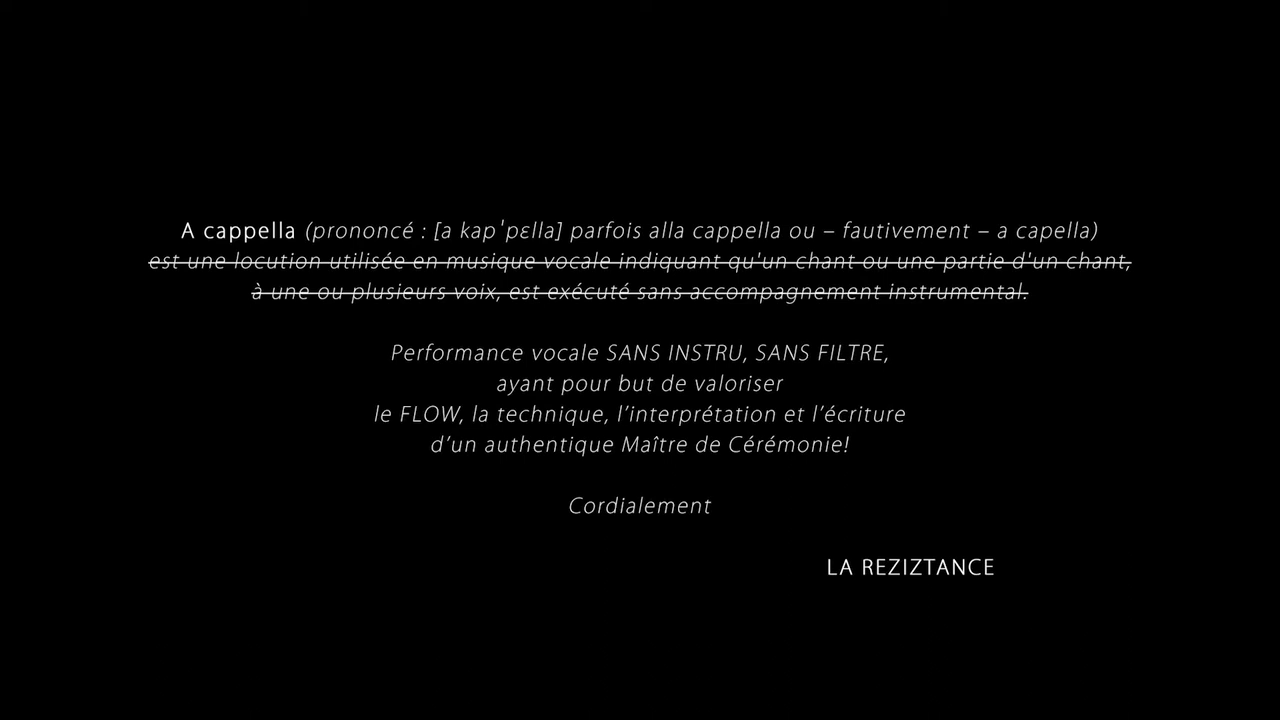 A cappella (prononcé : [a kapˈpɛlla] parfois alla cappella ou – fautivement – a capella)
est une locution utilisée en musique vocale indiquant qu'un chant ou une partie d'un chant,
à une ou plusieurs voix, est exécuté sans accompagnement instrumental.
Performance vocale SANS INSTRU, SANS FILTRE,
ayant pour but de valoriser
le FLOW, la technique, l’interprétation et l’écriture
d’un authentique Maître de Cérémonie!
Cordialement
LA REZIZTANCE